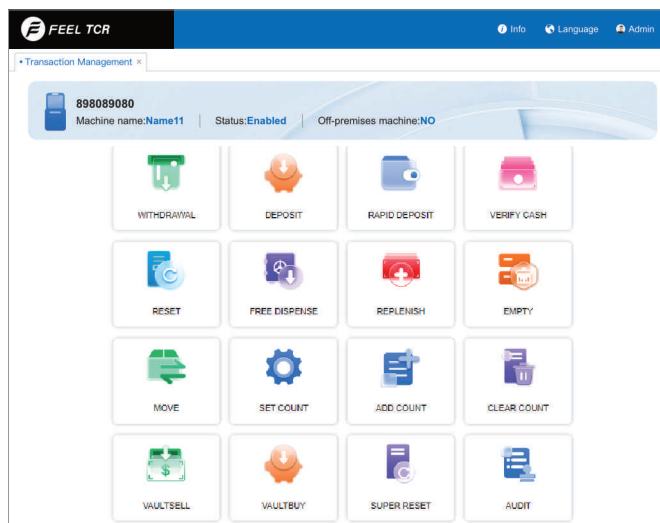 FEEL TCR
Info Language Admin
• Transaction Management ×
898089080
Machine name:Name11 | Status:Enabled | Off-premises machine:NO
WITHDRAWAL DEPOSIT RAPID DEPOSIT VERIFY CASH
RESET FREE DISPENSE REPLENISH EMPTY
MOVE SET COUNT ADD COUNT CLEAR COUNT
VAULTSELL VAULTBUY SUPER RESET AUDIT